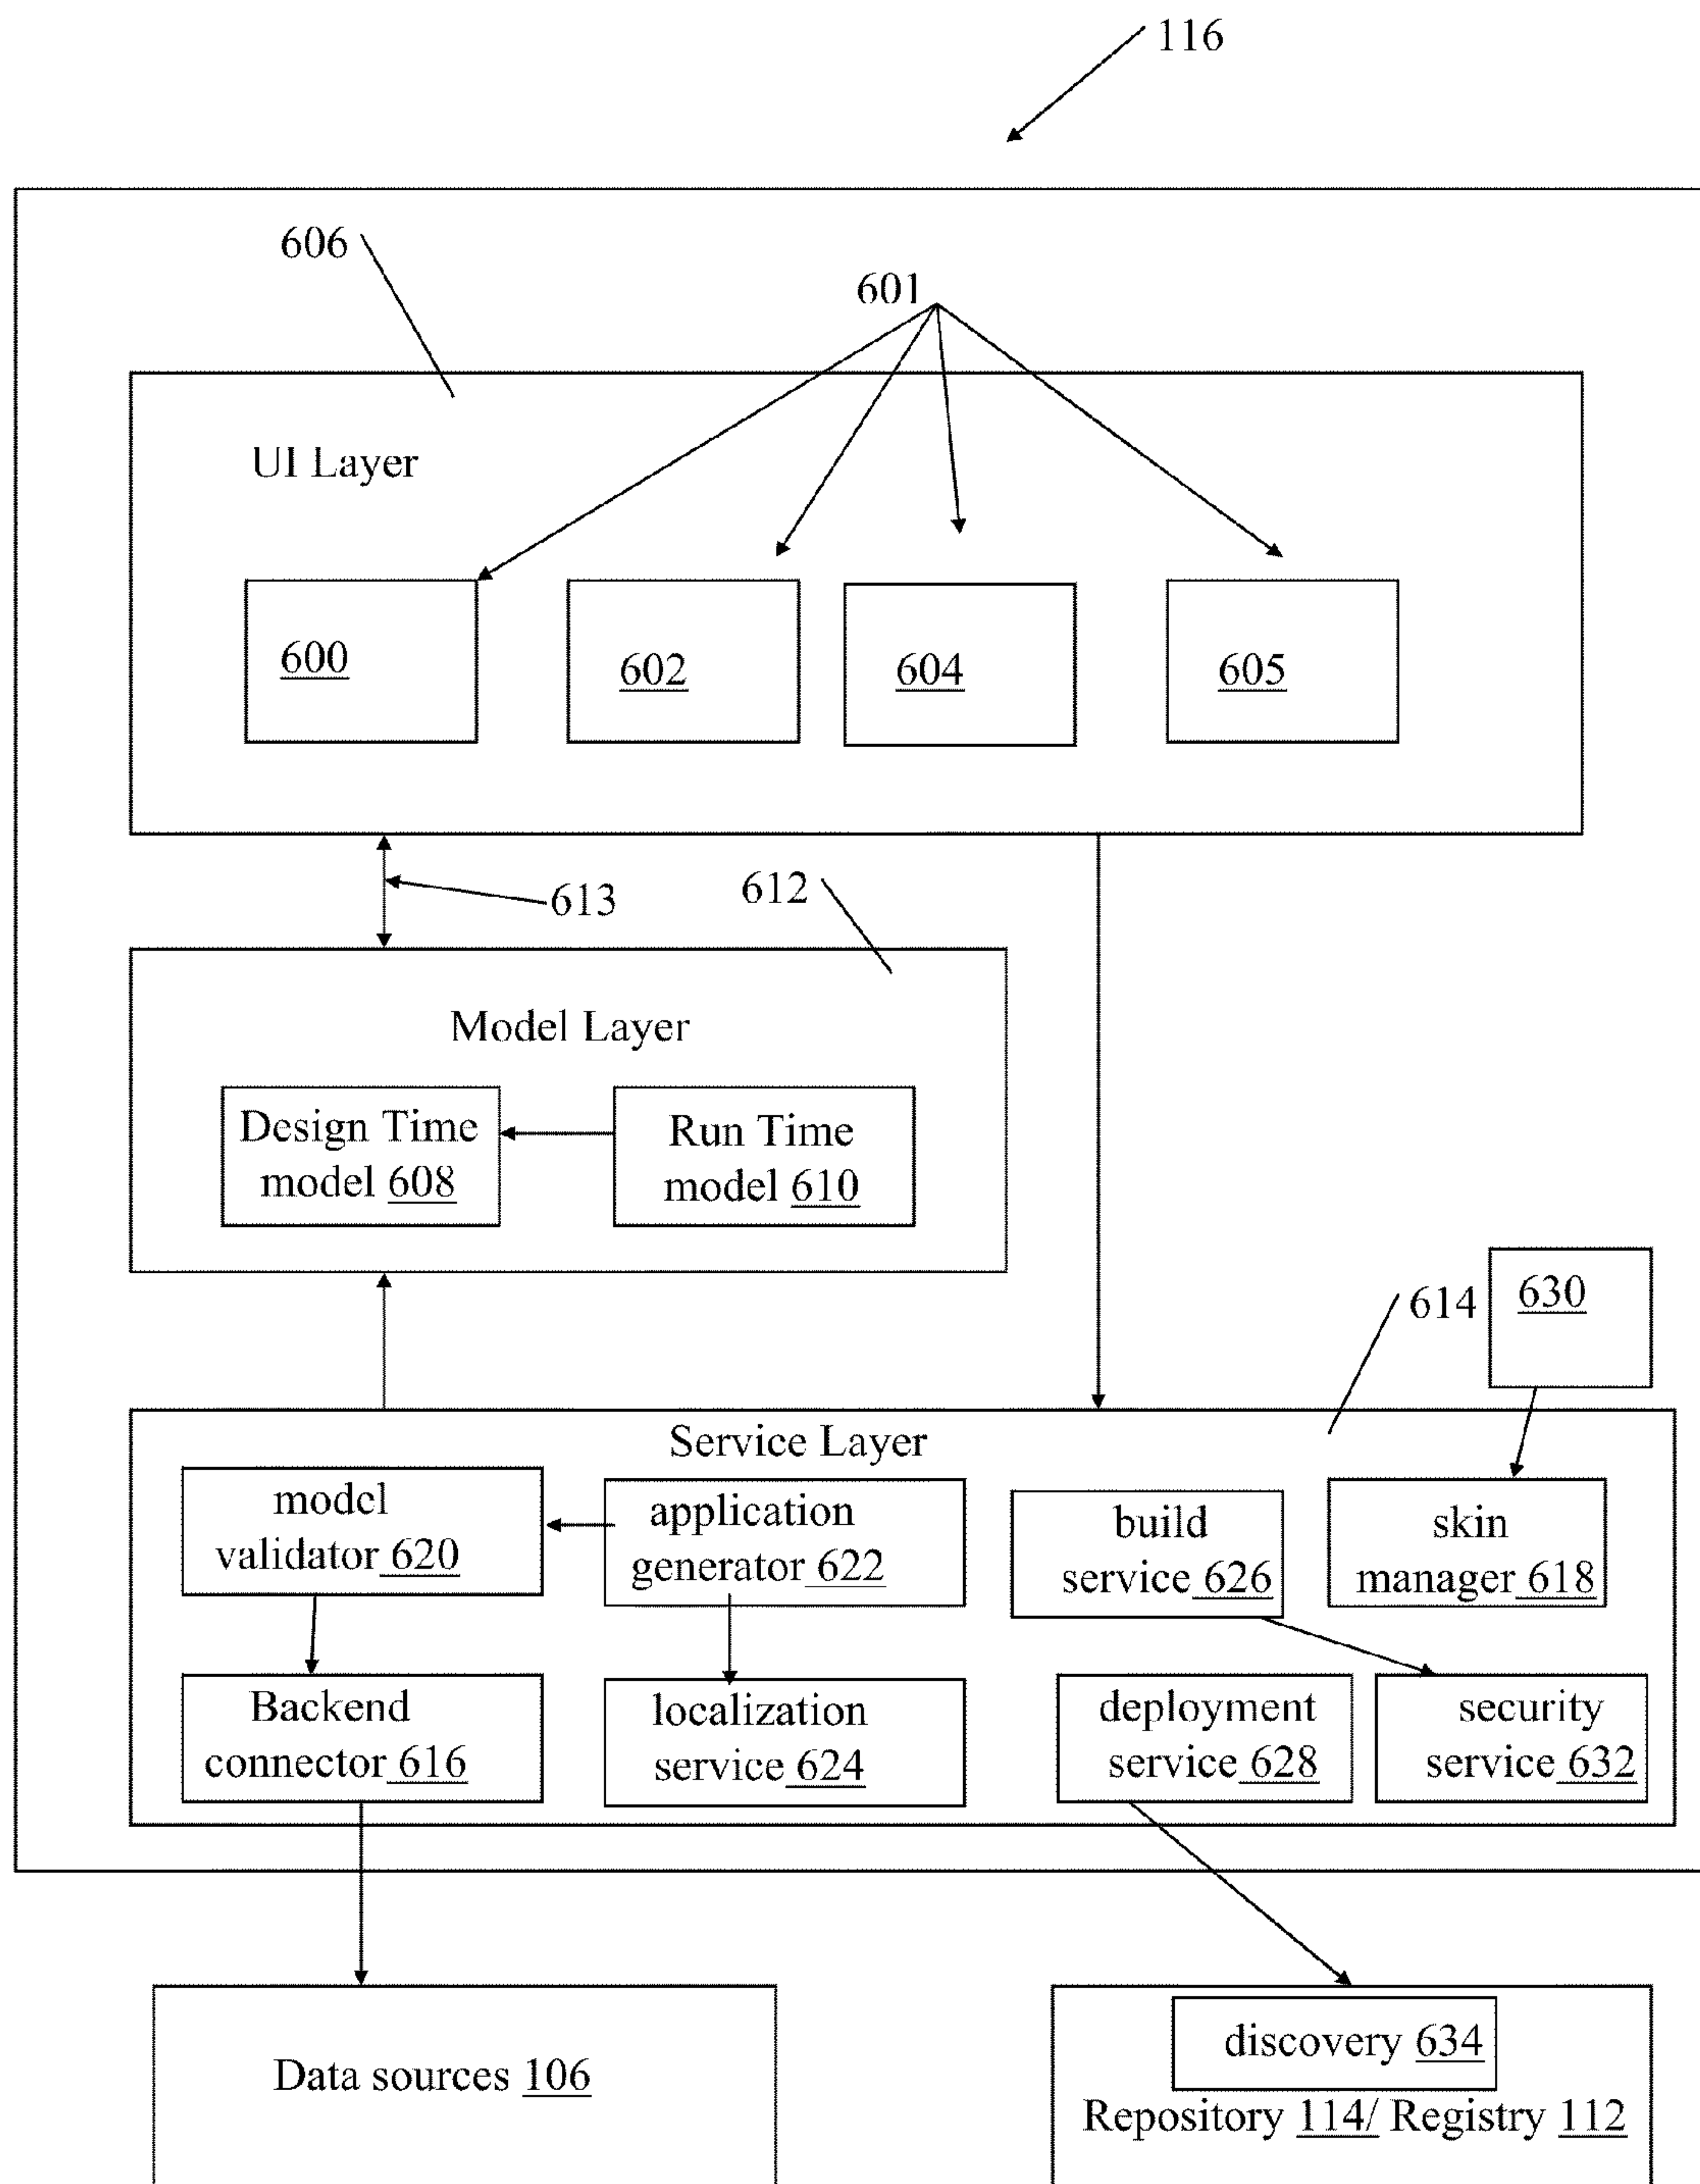 116
606
601
UI Layer
600
602
604
605
613
612
Model Layer
Design Time
model 608
Run Time
model 610
614
630
Service Layer
model
validator 620
application
generator 622
build
service 626
skin
manager 618
Backend
connector 616
localization
service 624
deployment
service 628
security
service 632
Data sources 106
discovery 634
Repository 114/ Registry 112